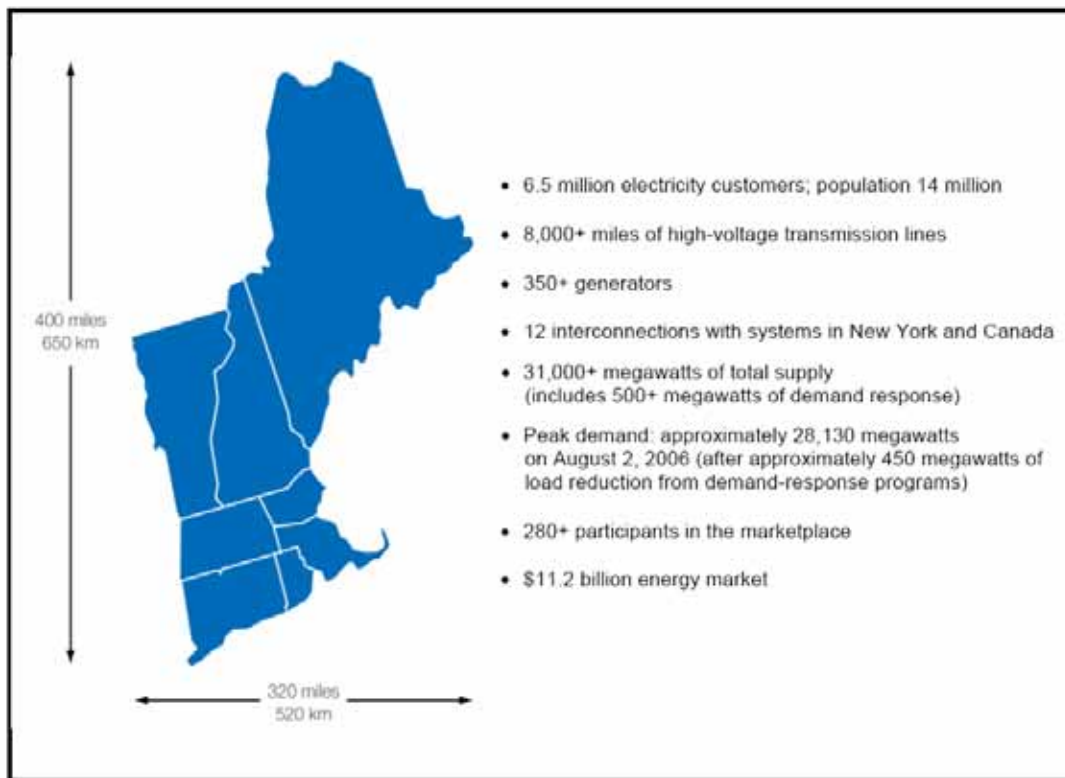 400 miles
650 km
• 6.5 million electricity customers; population 14 million
• 8,000+ miles of high-voltage transmission lines
• 350+ generators
• 12 interconnections with systems in New York and Canada
• 31,000+ megawatts of total supply
(includes 500+ megawatts of demand response)
• Peak demand: approximately 28,130 megawatts
on August 2, 2006 (after approximately 450 megawatts of
load reduction from demand-response programs)
• 280+ participants in the marketplace
• $11.2 billion energy market
320 miles
520 km